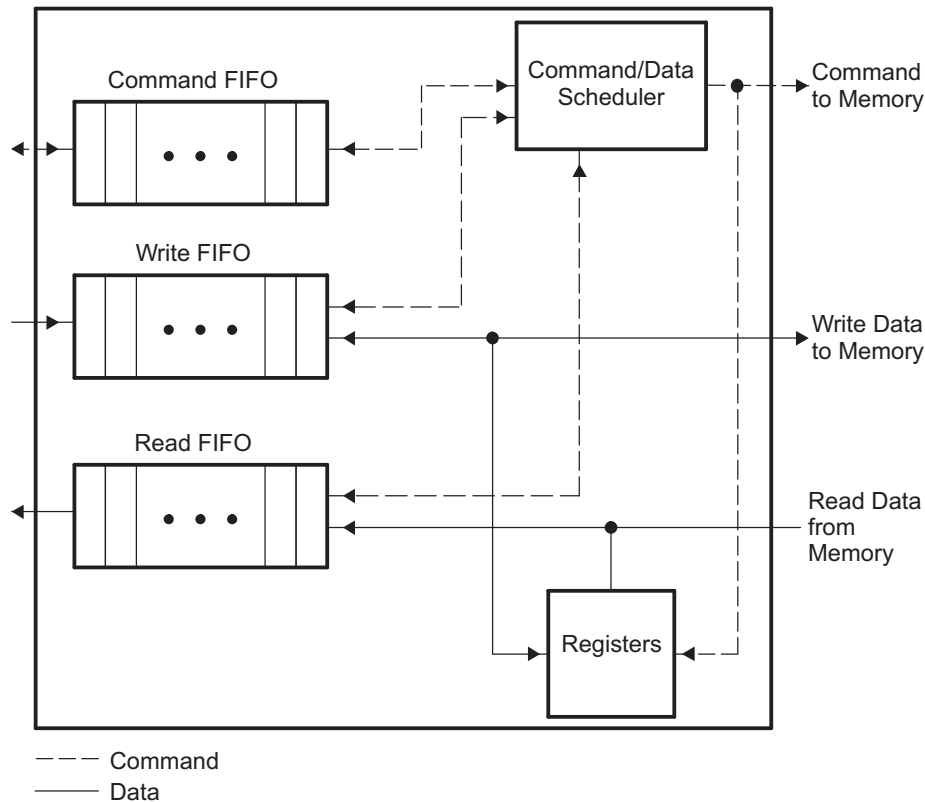 Command FIFO
Command/Data
Scheduler
Command
to Memory
Write FIFO
Write Data
to Memory
Read FIFO
Read Data
from
Memory
Registers
Command
Data